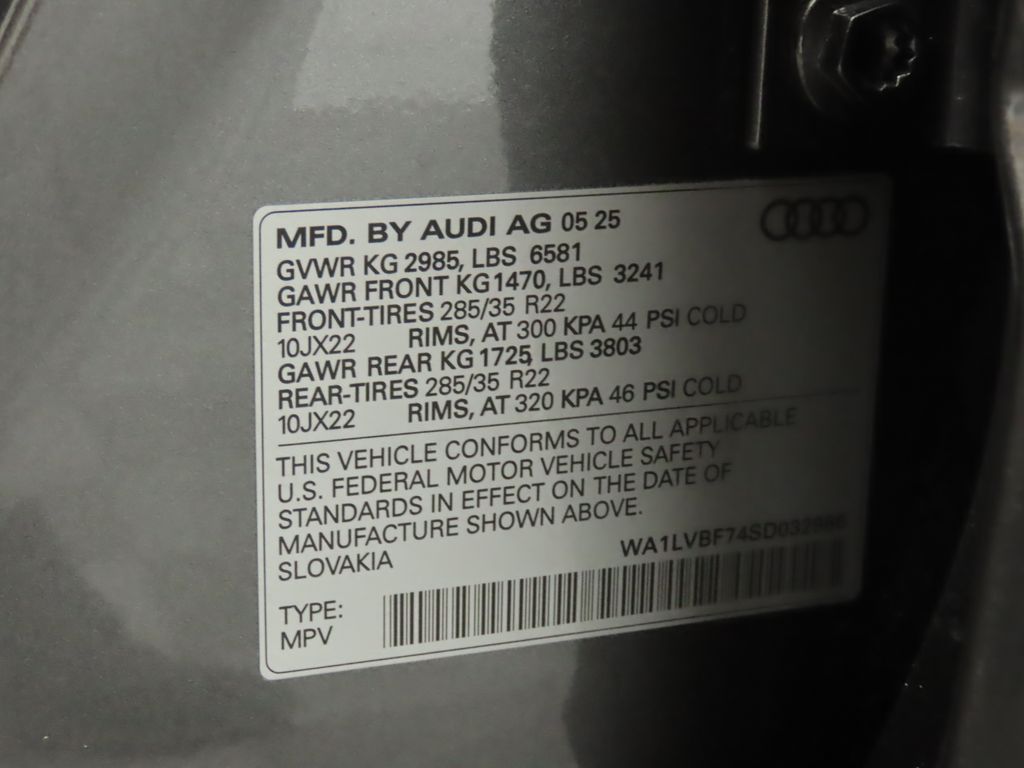 MFD. BY AUDI AG 05 25
GVWR KG 2985, LBS 6581
GAWR FRONT KG 1470, LBS 3241
FRONT-TIRES 285/35 R22
10JX22 RIMS, AT 300 KPA 44 PSI COLD
GAWR REAR KG 1725, LBS 3803
REAR-TIRES 285/35 R22
10JX22 RIMS, AT 320 KPA 46 PSI COLD
THIS VEHICLE CONFORMS TO ALL APPLICABLE
U.S. FEDERAL MOTOR VEHICLE SAFETY
STANDARDS IN EFFECT ON THE DATE OF
MANUFACTURE SHOWN ABOVE.
SLOVAKIA
TYPE:
MPV